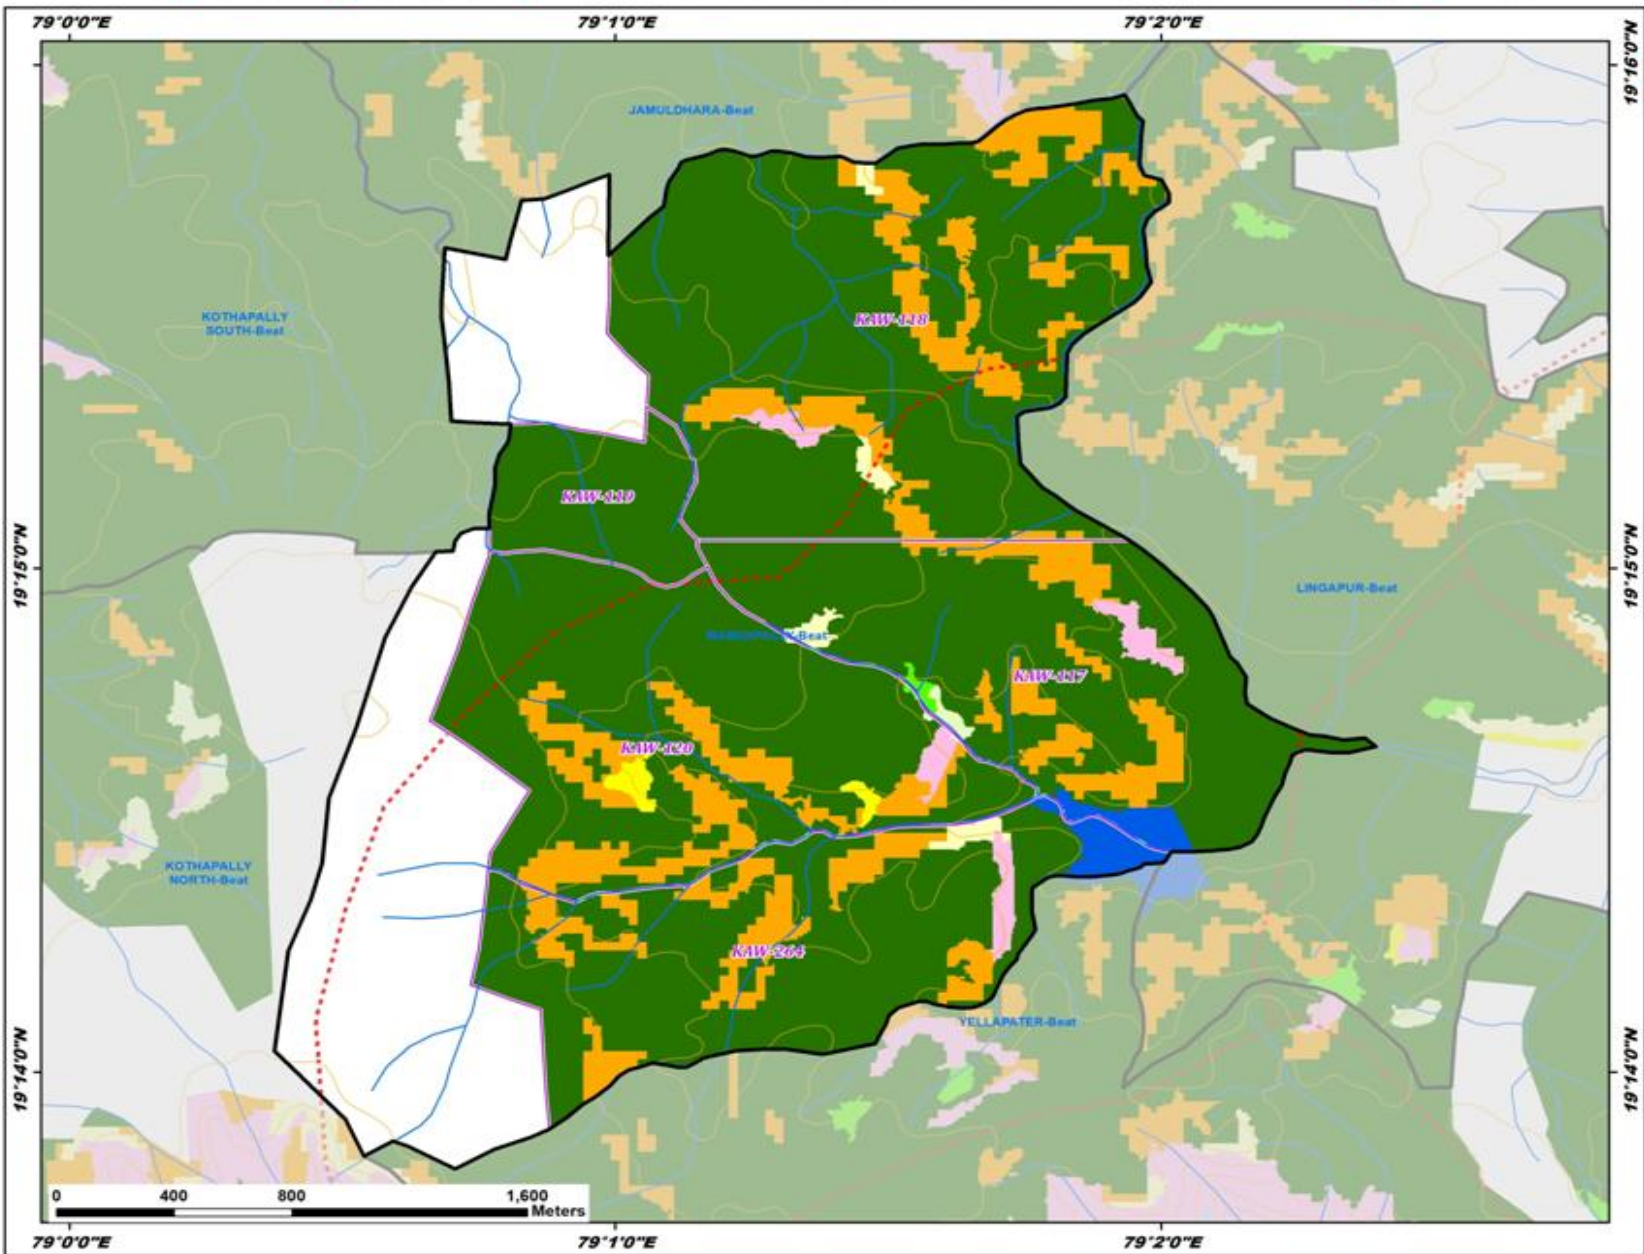 79°0'0"E 79°1'0"E 79°2'0"E
19°16'0"N
JAMULDHARA-Beat
KOTHAPALLY
SOUTH-Beat
KAW-118
KAW-119
19°15'0"N 19°15'0"N
LINGAPUR-Beat
-Beat
KAW-117
KAW-120
KOTHAPALLY
NORTH-Beat
KAW-264
YELLAPATER-Beat
19°14'0"N 19°14'0"N
0 400 800 1,600
Meters
79°0'0"E 79°1'0"E 79°2'0"E